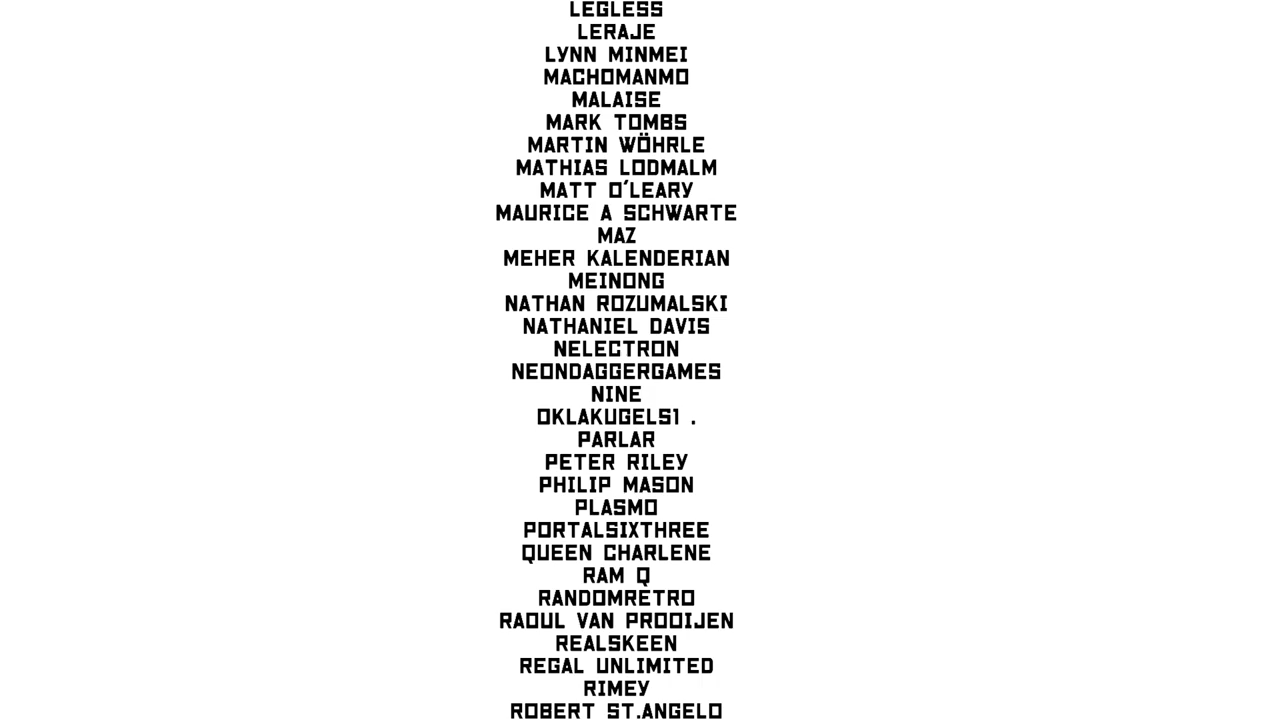 LEGLESS
LERAJE
LYNN MINMEI
MACHOMANMO
MALAISE
MARK TOMBS
MARTIN WÖHRLE
MATHIAS LODMALM
MATT O'LEARY
MAURICE A SCHWARTE
MAZ
MEHER KALENDERIAN
MEINONG
NATHAN ROZUMALSKI
NATHANIEL DAVIS
NELECTRON
NEONDAGGERGAMES
NINE
OKLAKUGELS1 .
PARLAR
PETER RILEY
PHILIP MASON
PLASMO
PORTALSIXTHREE
QUEEN CHARLENE
RAM Q
RANDOMRETRO
RAOUL VAN PROOIJEN
REALSKEEN
REGAL UNLIMITED
RIMEY
ROBERT ST.ANGELO